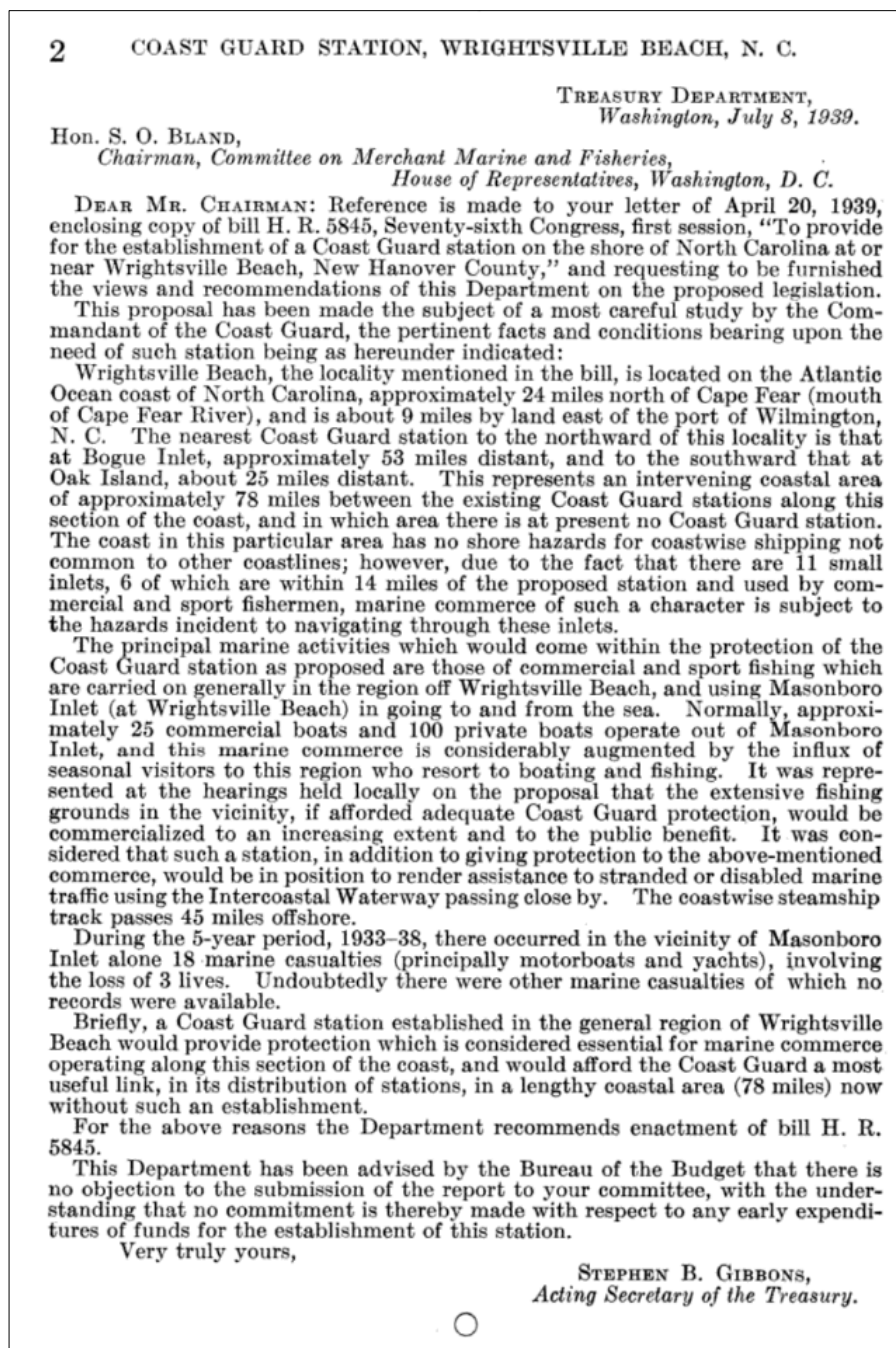 2 COAST GUARD STATION, WRIGHTSVILLE BEACH, N. C.
TREASURY DEPARTMENT,
Washington, July 8, 1939.
Hon. S. O. BLAND,
Chairman, Committee on Merchant Marine and Fisheries,
House of Representatives, Washington, D. C.
DEAR MR. CHAIRMAN: Reference is made to your letter of April 20, 1939,
enclosing copy of bill H. R. 5845, Seventy-sixth Congress, first session, "To provide
for the establishment of a Coast Guard station on the shore of North Carolina at or
near Wrightsville Beach, New Hanover County," and requesting to be furnished
the views and recommendations of this Department on the proposed legislation.
This proposal has been made the subject of a most careful study by the Com-
mandant of the Coast Guard, the pertinent facts and conditions bearing upon the
need of such station being as hereunder indicated:
Wrightsville Beach, the locality mentioned in the bill, is located on the Atlantic
Ocean coast of North Carolina, approximately 24 miles north of Cape Fear (mouth
of Cape Fear River), and is about 9 miles by land east of the port of Wilmington,
N. C. The nearest Coast Guard station to the northward of this locality is that
at Bogue Inlet, approximately 53 miles distant, and to the southward that at
Oak Island, about 25 miles distant. This represents an intervening coastal area
of approximately 78 miles between the existing Coast Guard stations along this
section of the coast, and in which area there is at present no Coast Guard station.
The coast in this particular area has no shore hazards for coastwise shipping not
common to other coastlines; however, due to the fact that there are 11 small
inlets, 6 of which are within 14 miles of the proposed station and used by com-
mercial and sport fishermen, marine commerce of such a character is subject to
the hazards incident to navigating through these inlets.
The principal marine activities which would come within the protection of the
Coast Guard station as proposed are those of commercial and sport fishing which
are carried on generally in the region off Wrightsville Beach, and using Masonboro
Inlet (at Wrightsville Beach) in going to and from the sea. Normally, approxi-
mately 25 commercial boats and 100 private boats operate out of Masonboro
Inlet, and this marine commerce is considerably augmented by the influx of
seasonal visitors to this region who resort to boating and fishing. It was repre-
sented at the hearings held locally on the proposal that the extensive fishing
grounds in the vicinity, if afforded adequate Coast Guard protection, would be
commercialized to an increasing extent and to the public benefit. It was con-
sidered that such a station, in addition to giving protection to the above-mentioned
commerce, would be in position to render assistance to stranded or disabled marine
traffic using the Intercoastal Waterway passing close by. The coastwise steamship
track passes 45 miles offshore.
During the 5-year period, 1933–38, there occurred in the vicinity of Masonboro
Inlet alone 18 marine casualties (principally motorboats and yachts), involving
the loss of 3 lives. Undoubtedly there were other marine casualties of which no
records were available.
Briefly, a Coast Guard station established in the general region of Wrightsville
Beach would provide protection which is considered essential for marine commerce
operating along this section of the coast, and would afford the Coast Guard a most
useful link, in its distribution of stations, in a lengthy coastal area (78 miles) now
without such an establishment.
For the above reasons the Department recommends enactment of bill H. R.
5845.
This Department has been advised by the Bureau of the Budget that there is
no objection to the submission of the report to your committee, with the under-
standing that no commitment is thereby made with respect to any early expendi-
tures of funds for the establishment of this station.
Very truly yours,
STEPHEN B. GIBBONS,
Acting Secretary of the Treasury.